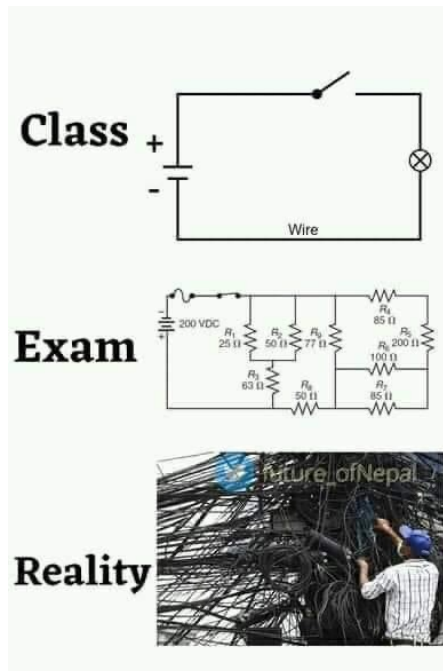 Class
+
-
Wire
Exam
-
+
200 VDC
R1
25 Ω
R2
50 Ω
R9
77 Ω
R4
85 Ω
R5
200 Ω
R6
100 Ω
R3
63 Ω
R8
50 Ω
R7
85 Ω
future_ofNepal
Reality